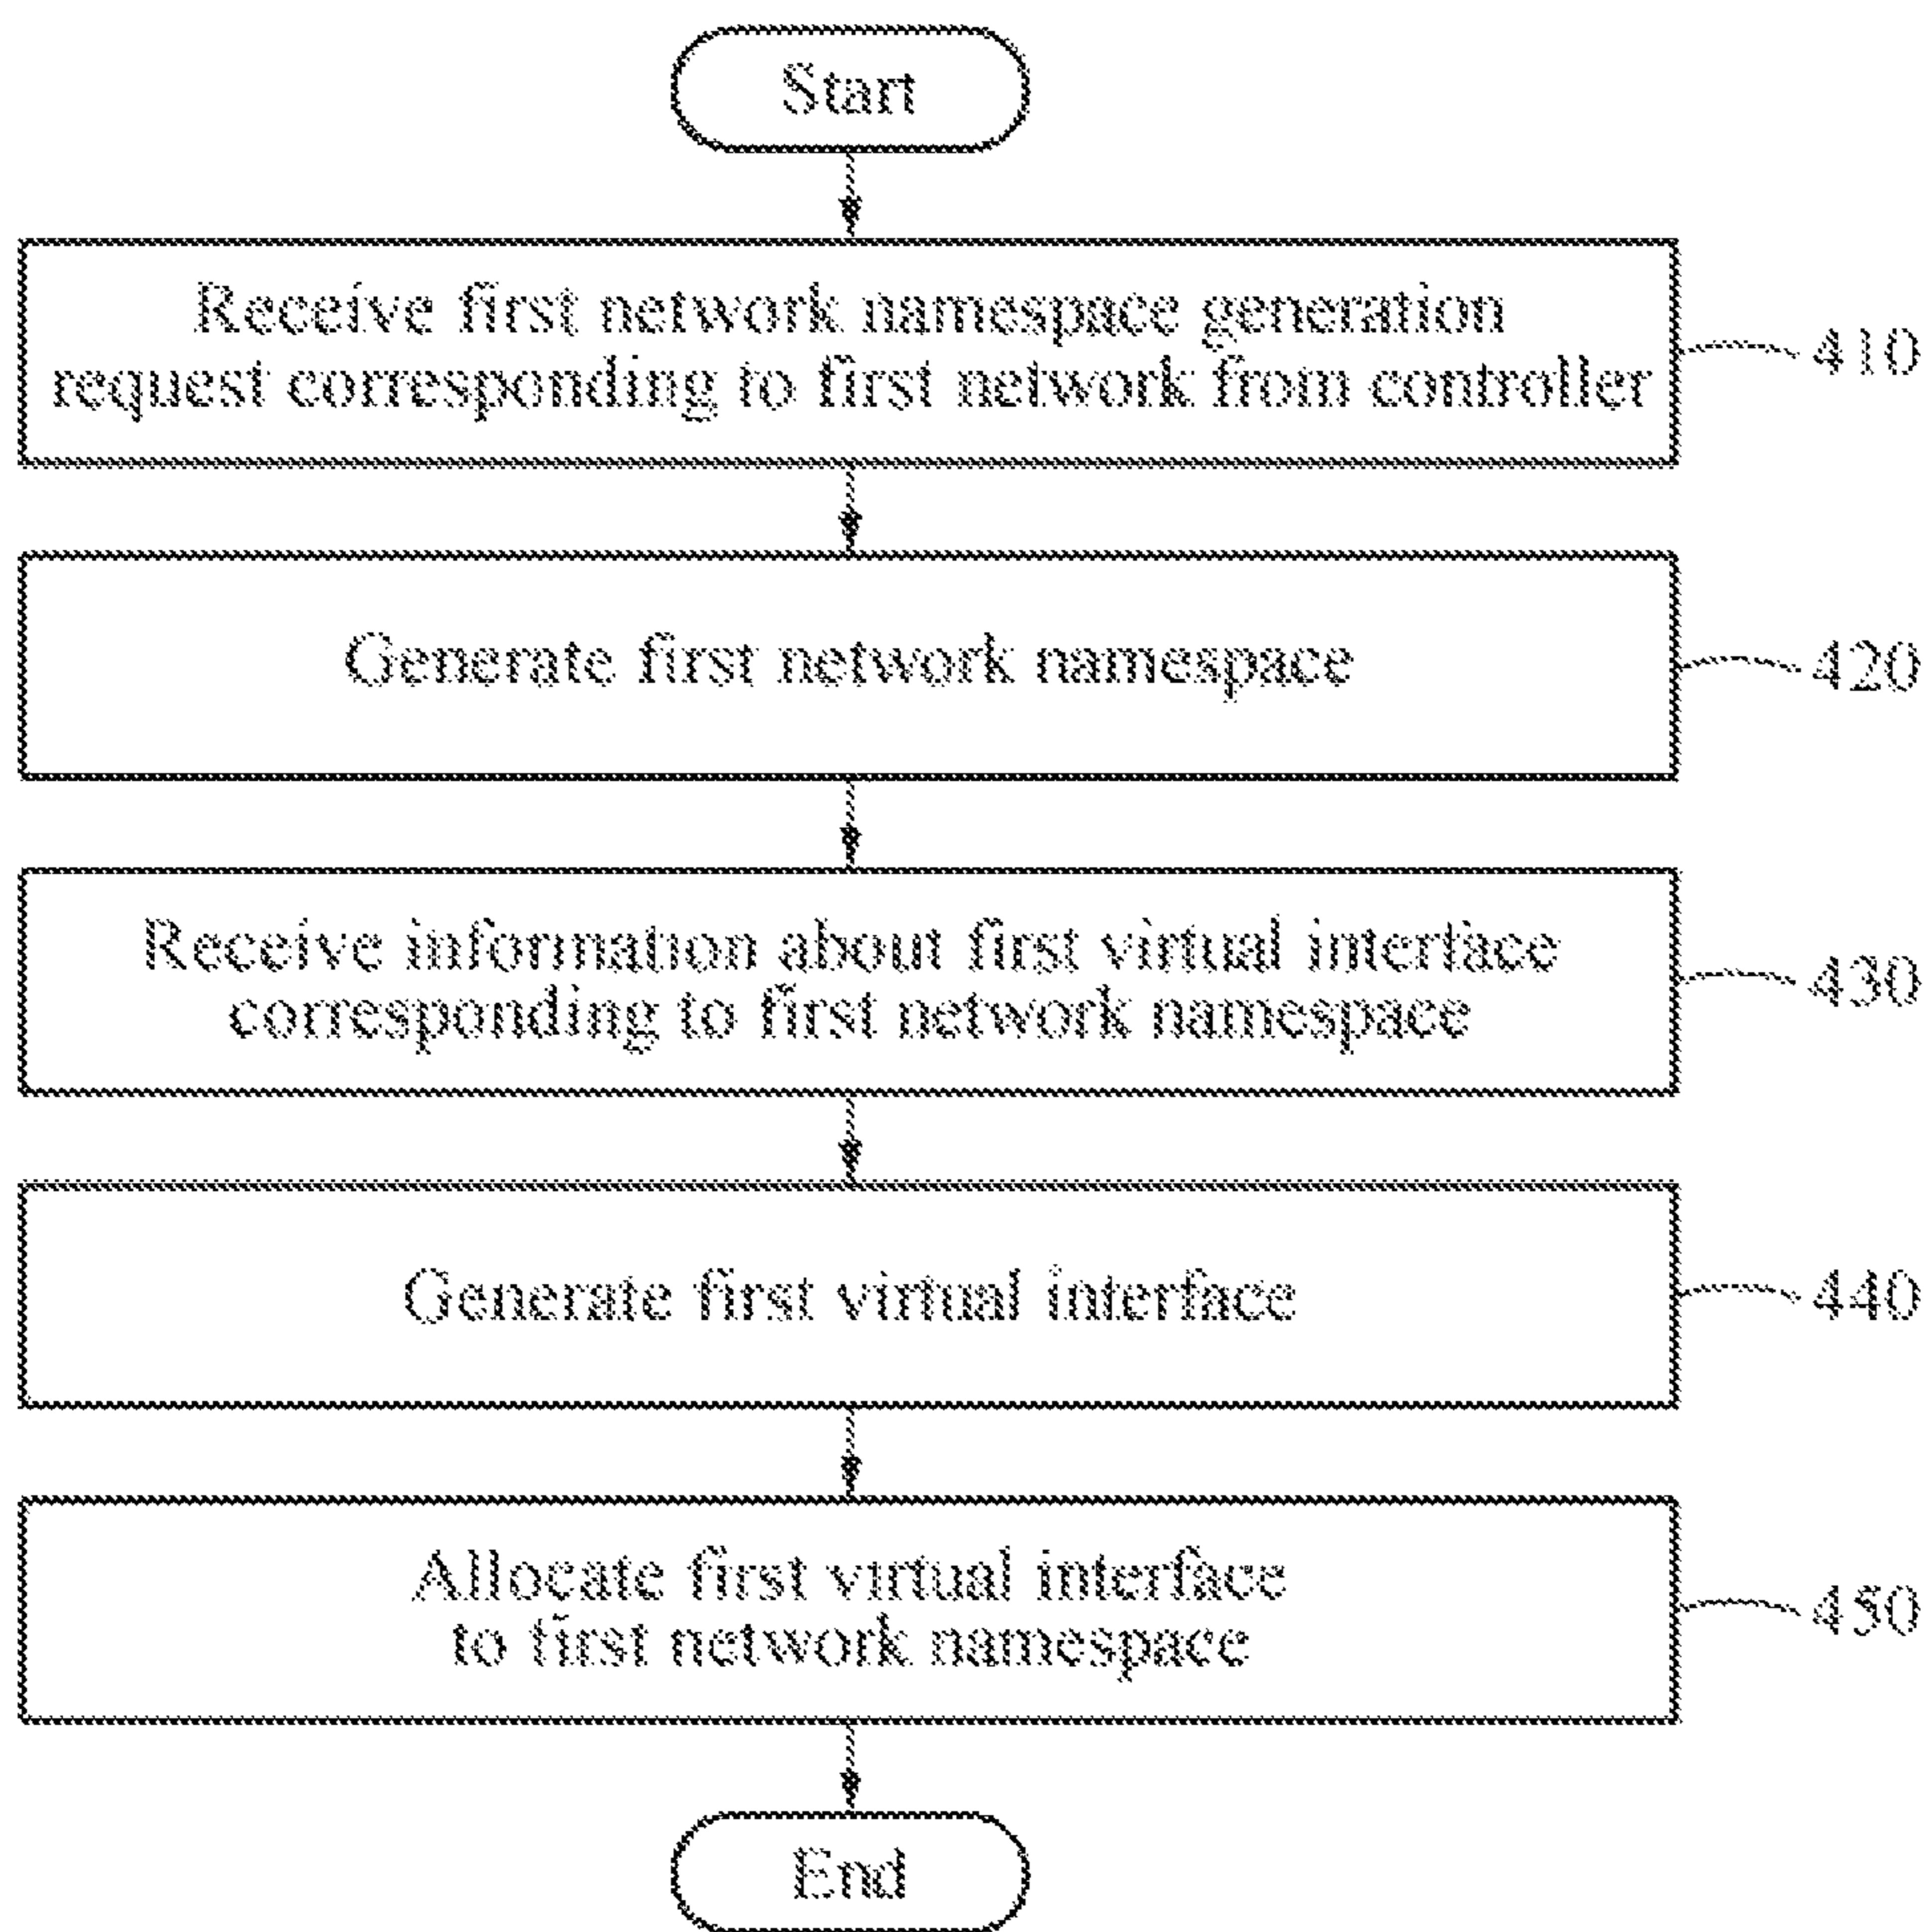 Start
Receive first network namespace generation
request corresponding to first network from controller
410
Generate first network namespace
420
Receive information about first virtual interface
corresponding to first network namespace
430
Generate first virtual interface
440
Allocate first virtual interface
to first network namespace
450
End